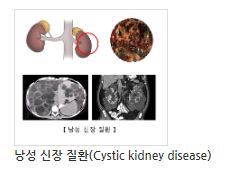 [ 낭성 신장 질환 ]
낭성 신장 질환(Cystic kidney disease)